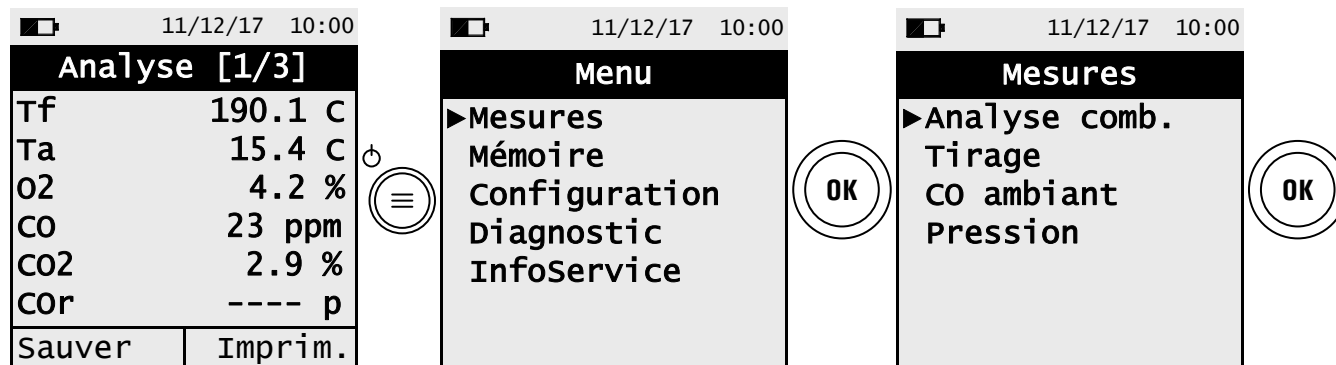 11/12/17 10:00
Analyse [1/3]
Tf 190.1 C
Ta 15.4 C
O2 4.2 %
CO 23 ppm
CO2 2.9 %
COr ---- p
Sauver Imprim.
11/12/17 10:00
Menu
►Mesures
Mémoire
Configuration
Diagnostic
InfoService
OK
11/12/17 10:00
Mesures
►Analyse comb.
Tirage
CO ambiant
Pression
OK